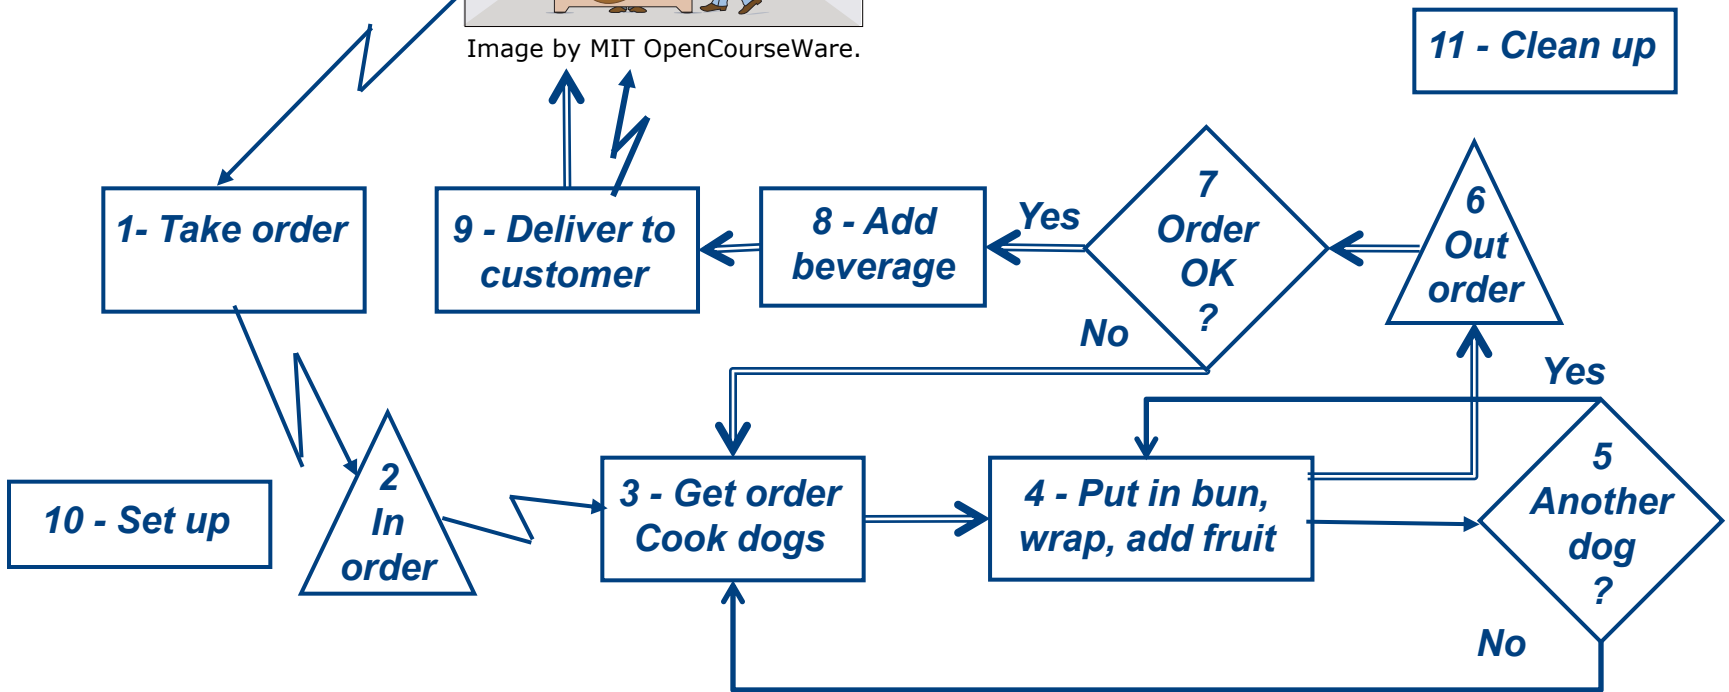 Image by MIT OpenCourseWare.
11 - Clean up
1- Take order
9 - Deliver to
customer
8 - Add
beverage
Yes
7
Order
OK
?
No
6
Out
order
Yes
10 - Set up
2
In
order
3 - Get order
Cook dogs
4 - Put in bun,
wrap, add fruit
5
Another
dog
?
No